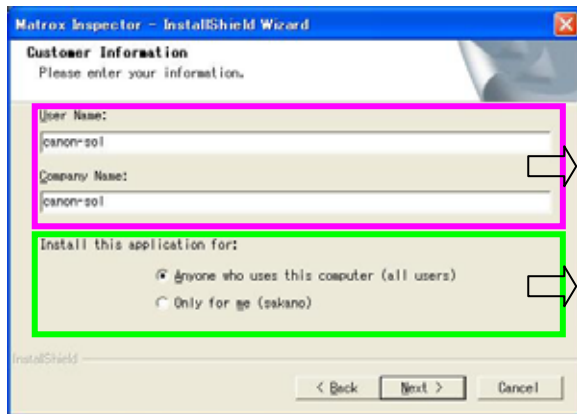 Matrox Inspector - InstallShield Wizard
Customer Information
Please enter your information.
User Name:
canon-sol
Company Name:
canon-sol
Install this application for:
Anyone who uses this computer (all users)
Only for me (sakano)
InstallShield
< Back
Next >
Cancel